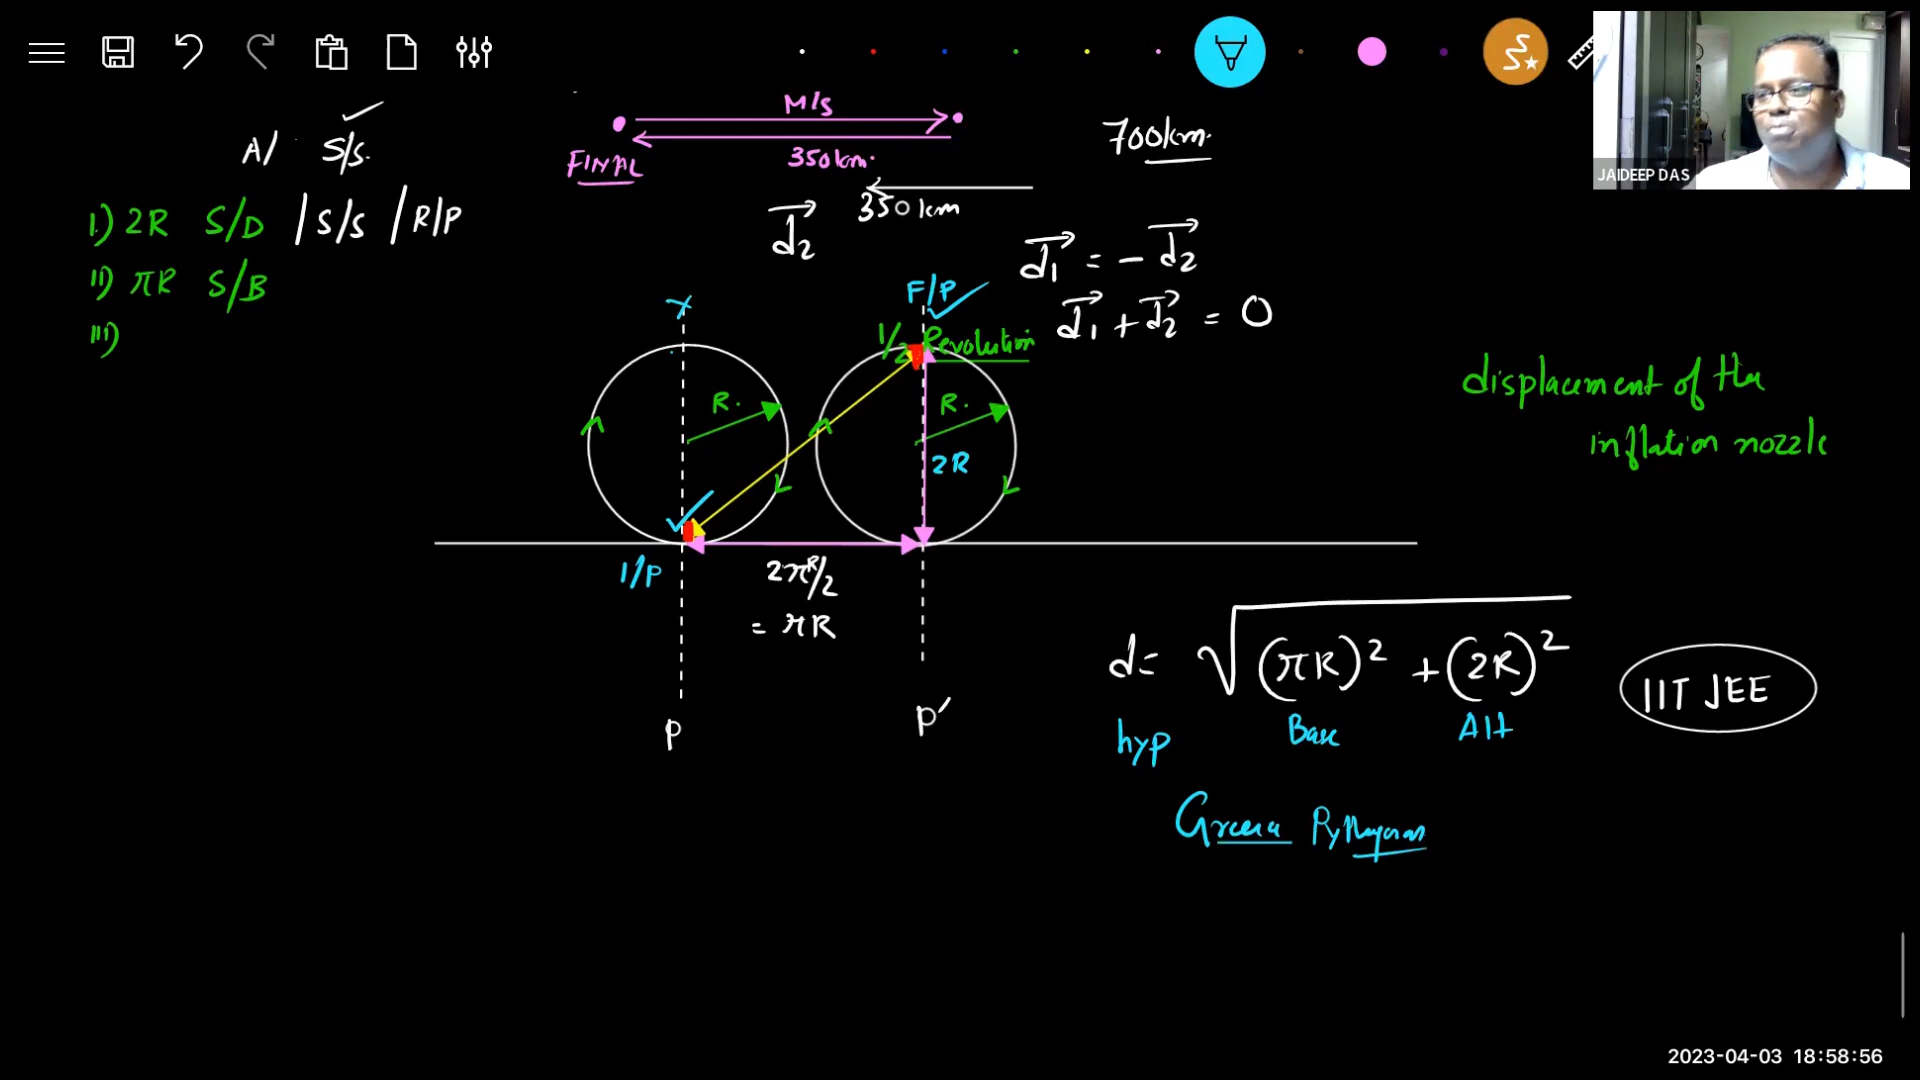 JAIDEEP DAS
M/S
A/ S/S.
FINAL
350km.
700km.
1.) 2R S/D / S/S / R/P
350 km
d2
II) πR S/B
d1 = - d2
F/P
III)
d1 + d2 = 0
1/2 Revolution
displacement of the
inflation nozzle
R.
R.
2R
1/P
2πR/2
= πR
d = √(πR)² + (2R)²
IIT JEE
hyp Base Alt
P
P′
2023-04-03 18:58:56